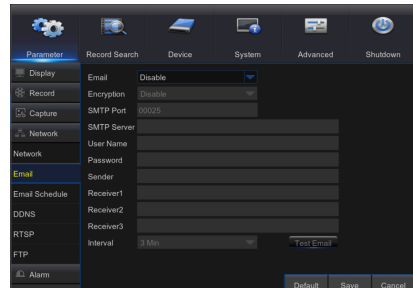 Parameter Record Search Device System Advanced Shutdown
Display
Record
Capture
Network
Network
Email
Email Schedule
DDNS
RTSP
FTP
Alarm
Email Disable
Encryption Disable
SMTP Port 00025
SMTP Server
User Name
Password
Sender
Receiver1
Receiver2
Receiver3
Interval 3 Min Test Email
Default Save Cancel